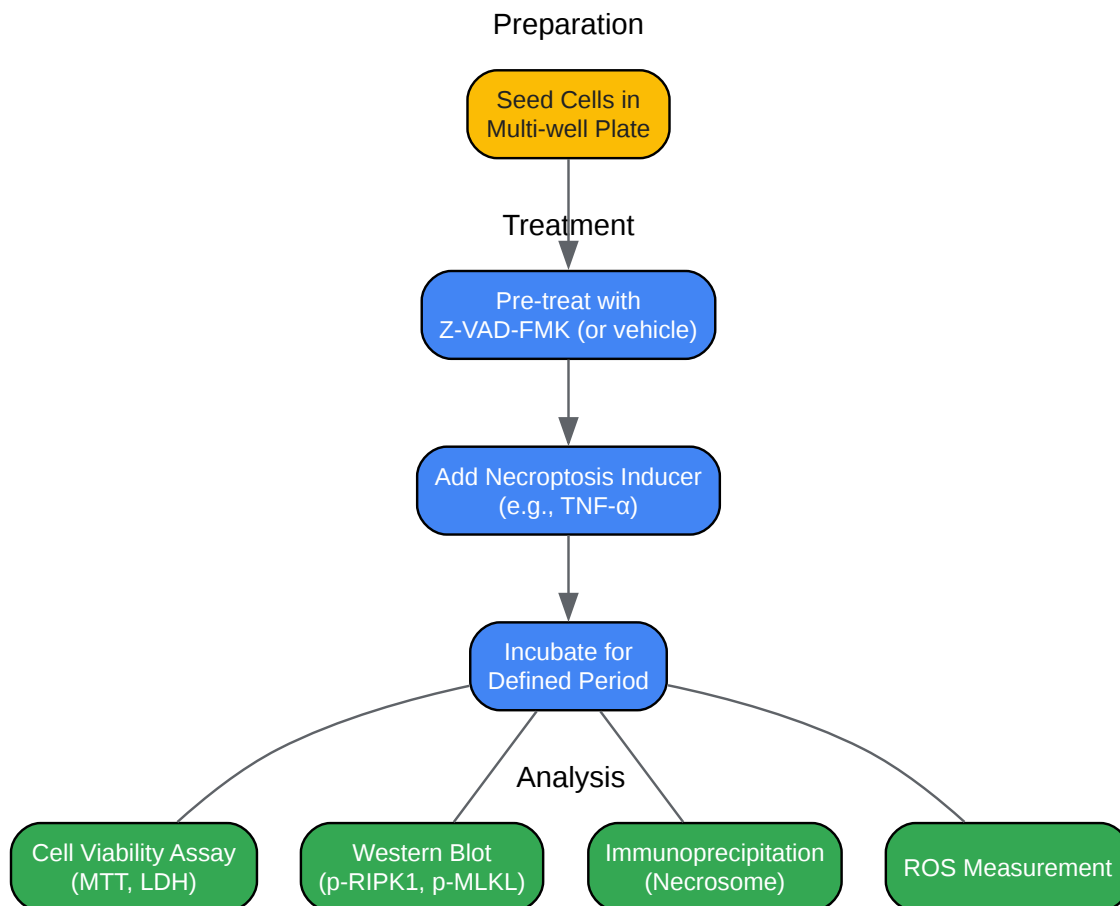 Preparation
Seed Cells in
Multi-well Plate
Treatment
Pre-treat with
Z-VAD-FMK (or vehicle)
Add Necroptosis Inducer
(e.g., TNF-α)
Incubate for
Defined Period
Analysis
Cell Viability Assay
(MTT, LDH)
Western Blot
(p-RIPK1, p-MLKL)
Immunoprecipitation
(Necrosome)
ROS Measurement